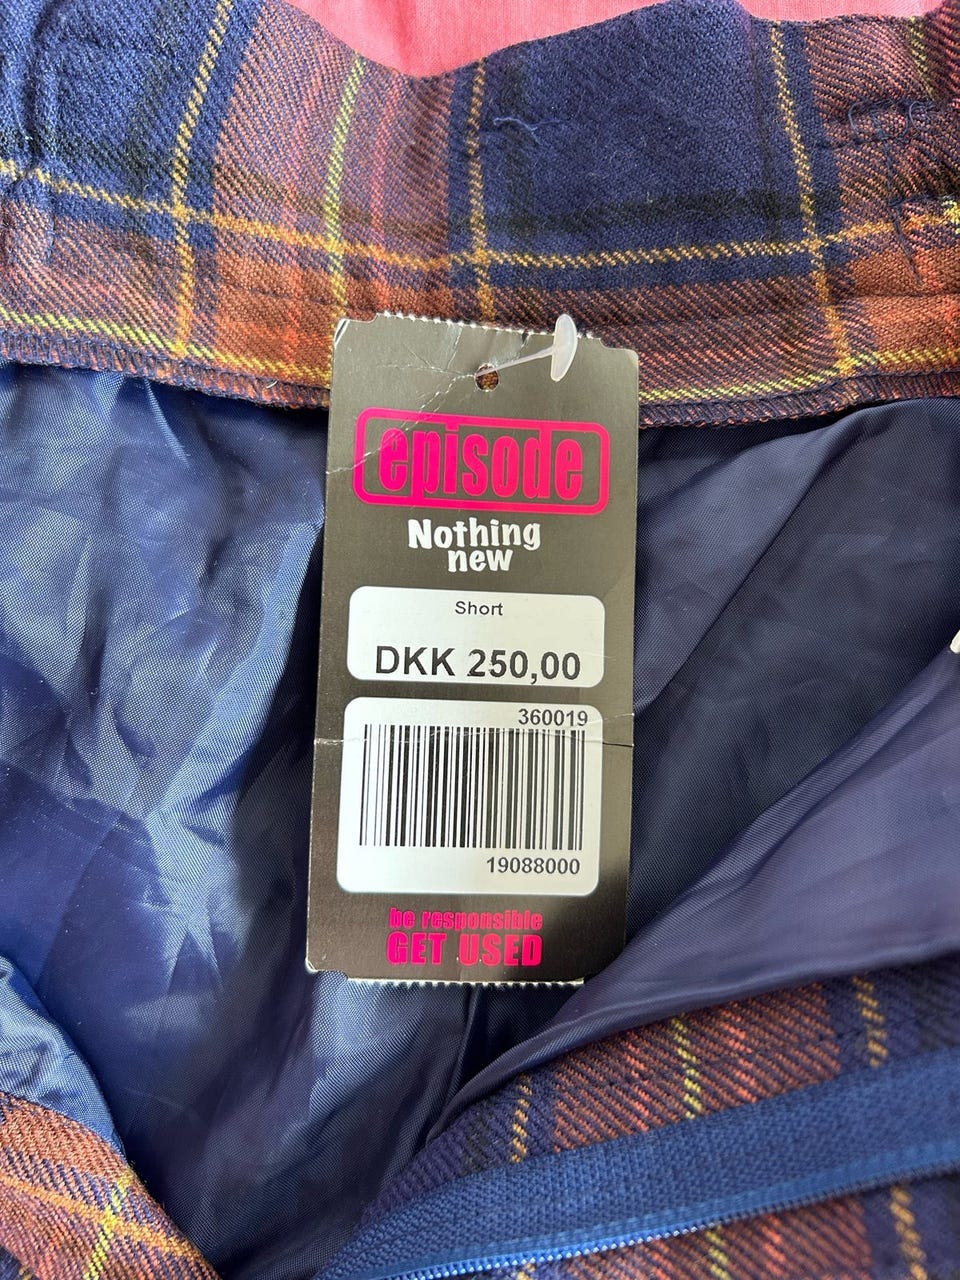 episode
Nothing
new
Short
DKK 250,00
360019
19088000
be responsible
GET USED